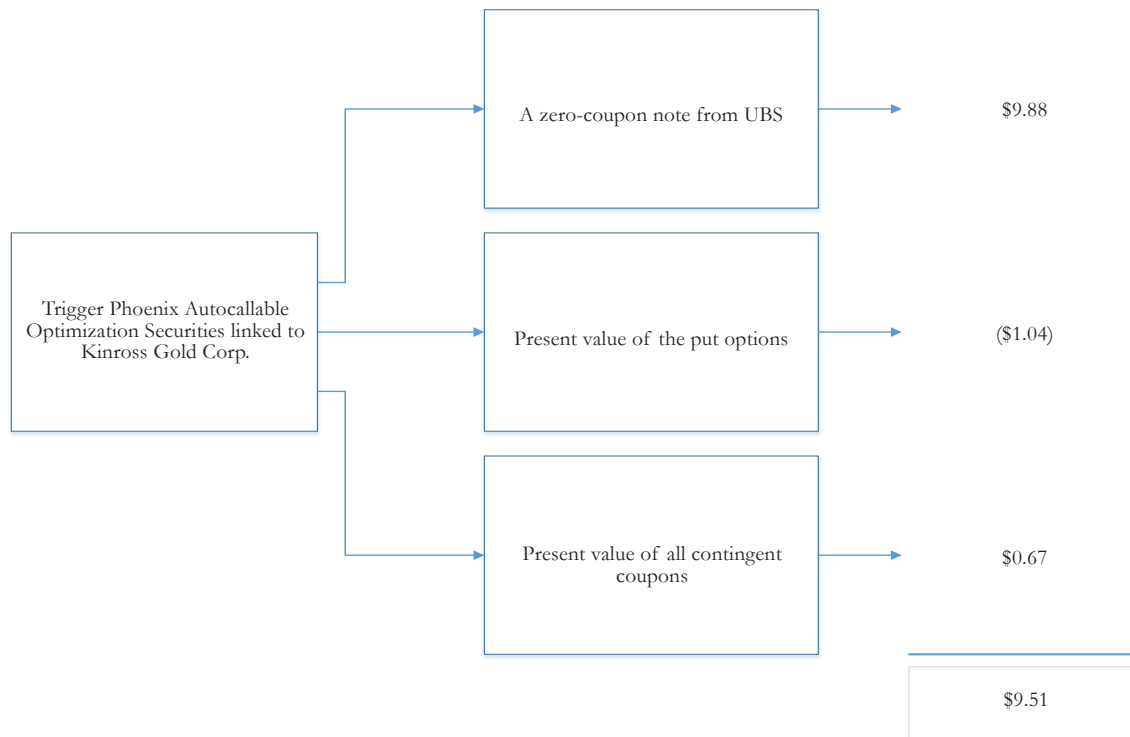 A zero-coupon note from UBS
$9.88
Trigger Phoenix Autocallable
Optimization Securities linked to
Kinross Gold Corp.
Present value of the put options
($1.04)
Present value of all contingent
coupons
$0.67
$9.51